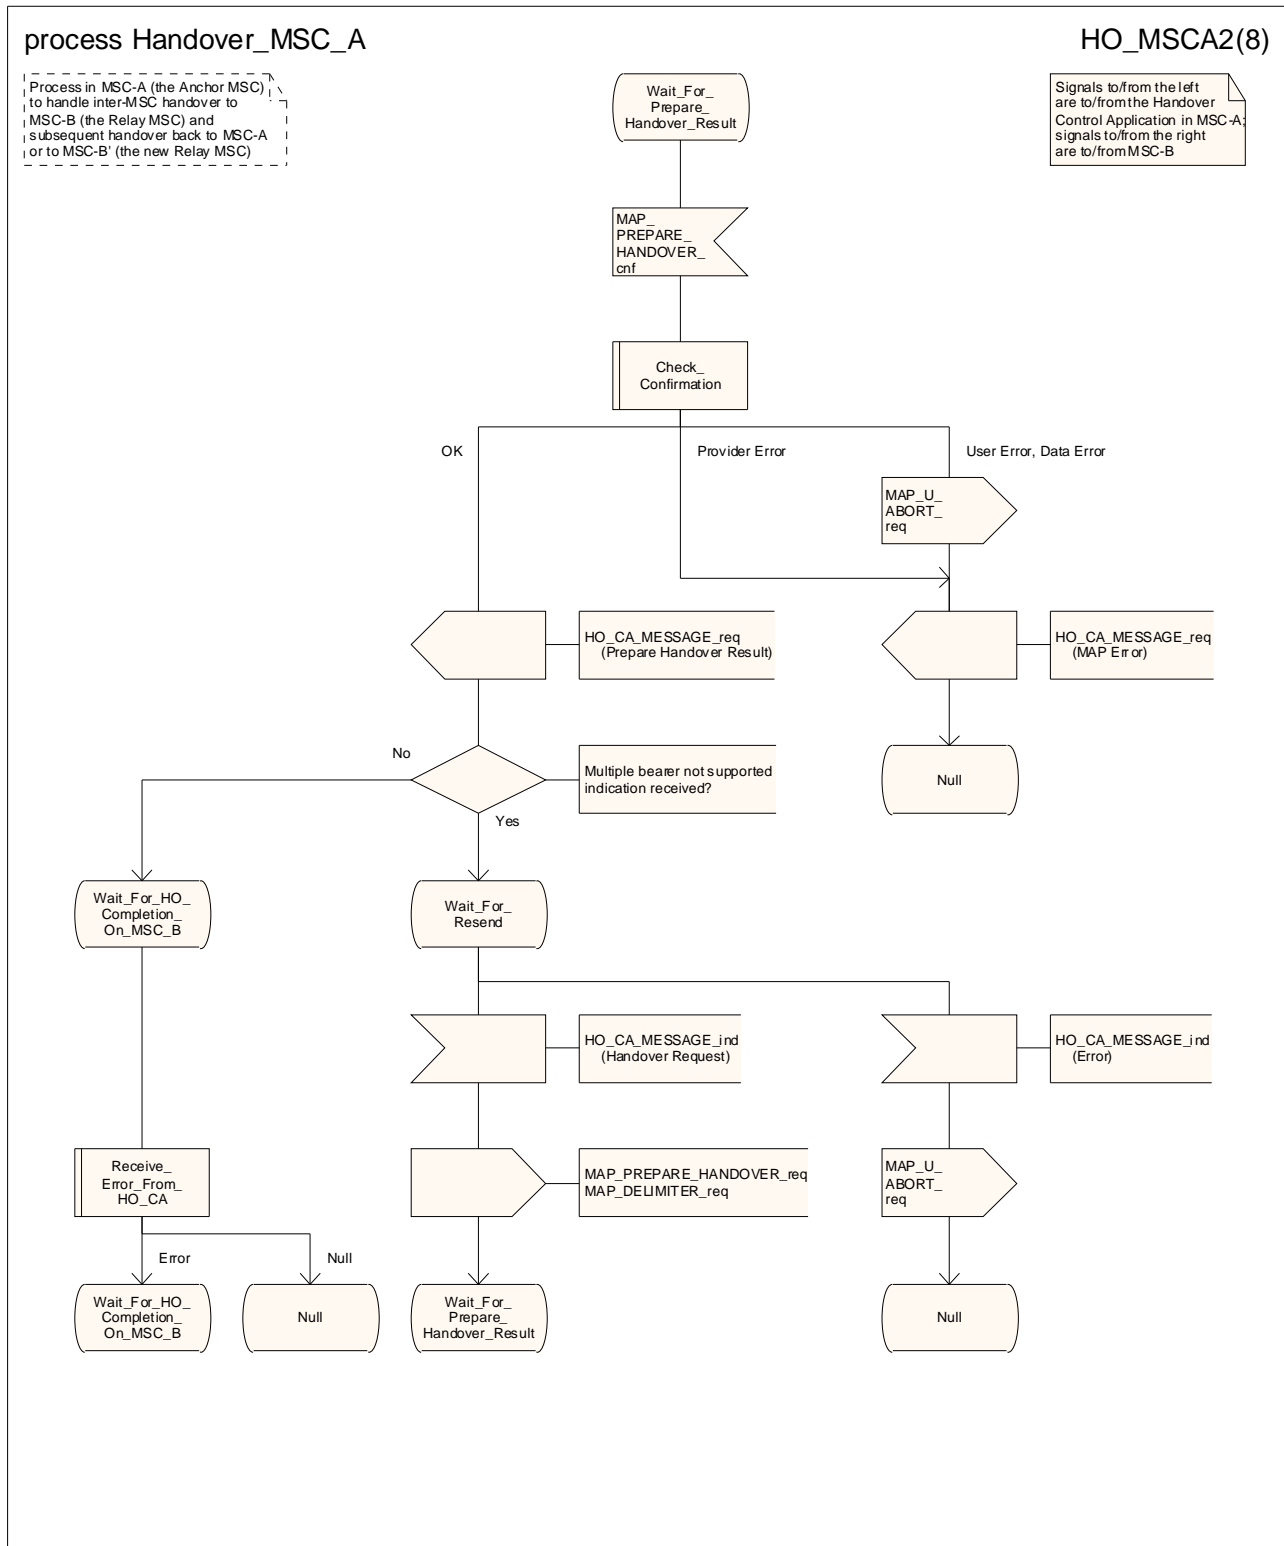 process Handover_MSC_A
HO_MSCA2(8)
Process in MSC-A (the Anchor MSC)
to handle inter-MSC handover to
MSC-B (the Relay MSC) and
subsequent handover back to MSC-A
or to MSC-B' (the new Relay MSC)
Wait_For_
Prepare_
Handover_Result
Signals to/from the left
are to/from the Handover
Control Application in MSC-A;
signals to/from the right
are to/from MSC-B
MAP_
PREPARE_
HANDOVER_
cnf
Check_
Confirmation
OK
Provider Error
User Error, Data Error
MAP_U_
ABORT_
req
HO_CA_MESSAGE_req
(Prepare Handover Result)
HO_CA_MESSAGE_req
(MAP Error)
No
Multiple bearer not supported
indication received?
Null
Yes
Wait_For_HO_
Completion_
On_MSC_B
Wait_For_
Resend
HO_CA_MESSAGE_ind
(Handover Request)
HO_CA_MESSAGE_ind
(Error)
Receive_
Error_From_
HO_CA
MAP_PREPARE_HANDOVER_req
MAP_DELIMITER_req
MAP_U_
ABORT_
req
Error
Null
Wait_For_HO_
Completion_
On_MSC_B
Null
Wait_For_
Prepare_
Handover_Result
Null